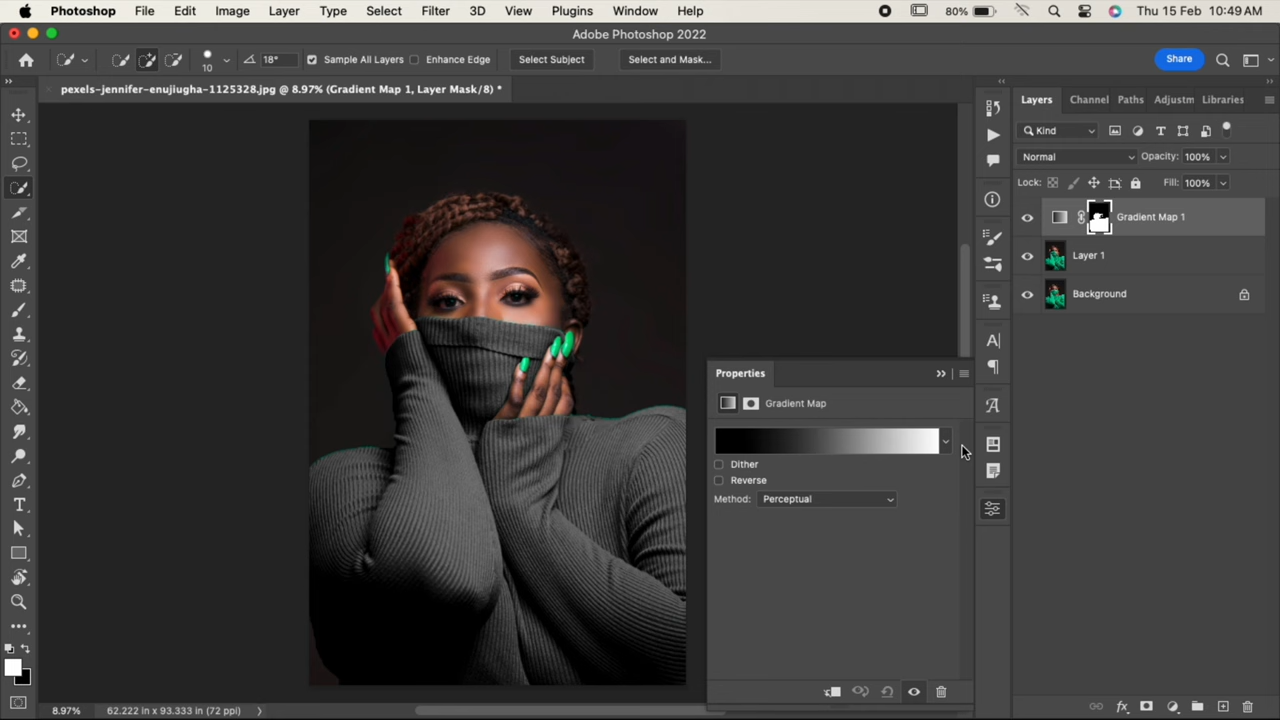 Photoshop File Edit Image Layer Type Select Filter 3D View Plugins Window Help 80% Thu 15 Feb 10:49 AM
Adobe Photoshop 2022
10 18° Sample All Layers Enhance Edge Select Subject Select and Mask... Share
pexels-jennifer-enujiugha-1125328.jpg @ 8.97% (Gradient Map 1, Layer Mask/8) *
Layers Channel Paths Adjustm Libraries
Kind
Normal Opacity: 100%
Lock: Fill: 100%
Gradient Map 1
Layer 1
Background
Properties
Gradient Map
Dither
Reverse
Method: Perceptual
8.97% 62.222 in x 93.333 in (72 ppi)